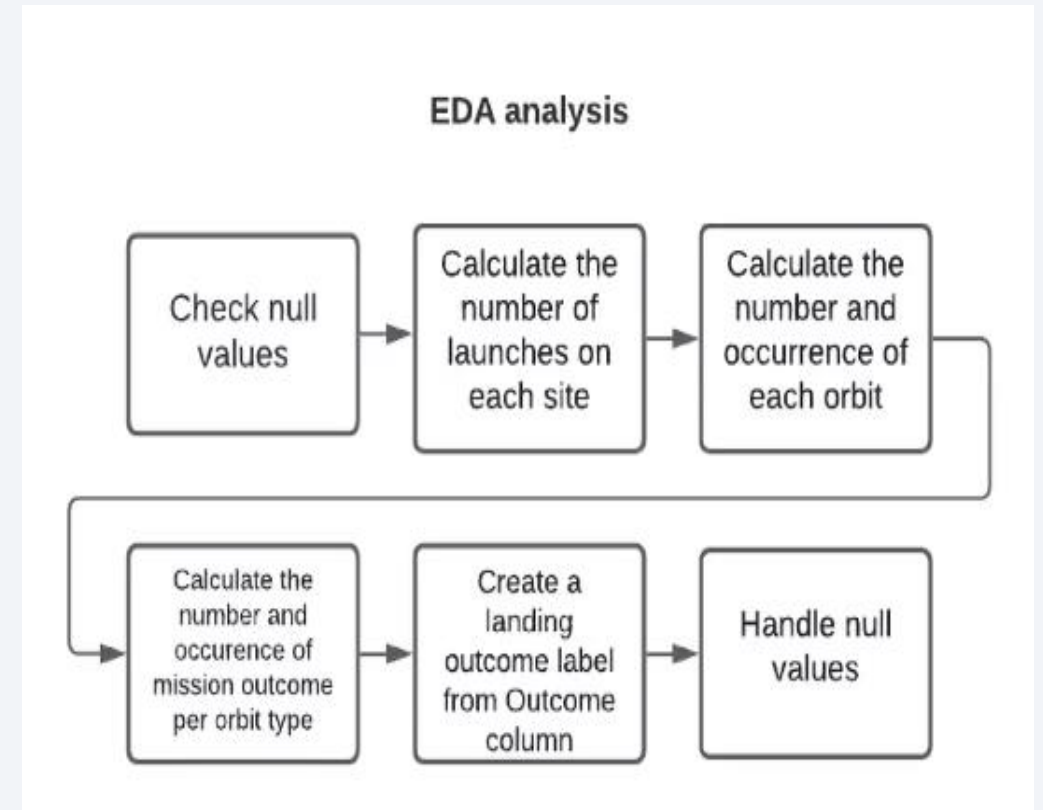 EDA analysis
Check null
values
Calculate the
number of
launches on
each site
Calculate the
number and
occurrence of
each orbit
Calculate the
number and
occurence of
mission outcome
per orbit type
Create a
landing
outcome label
from Outcome
column
Handle null
values